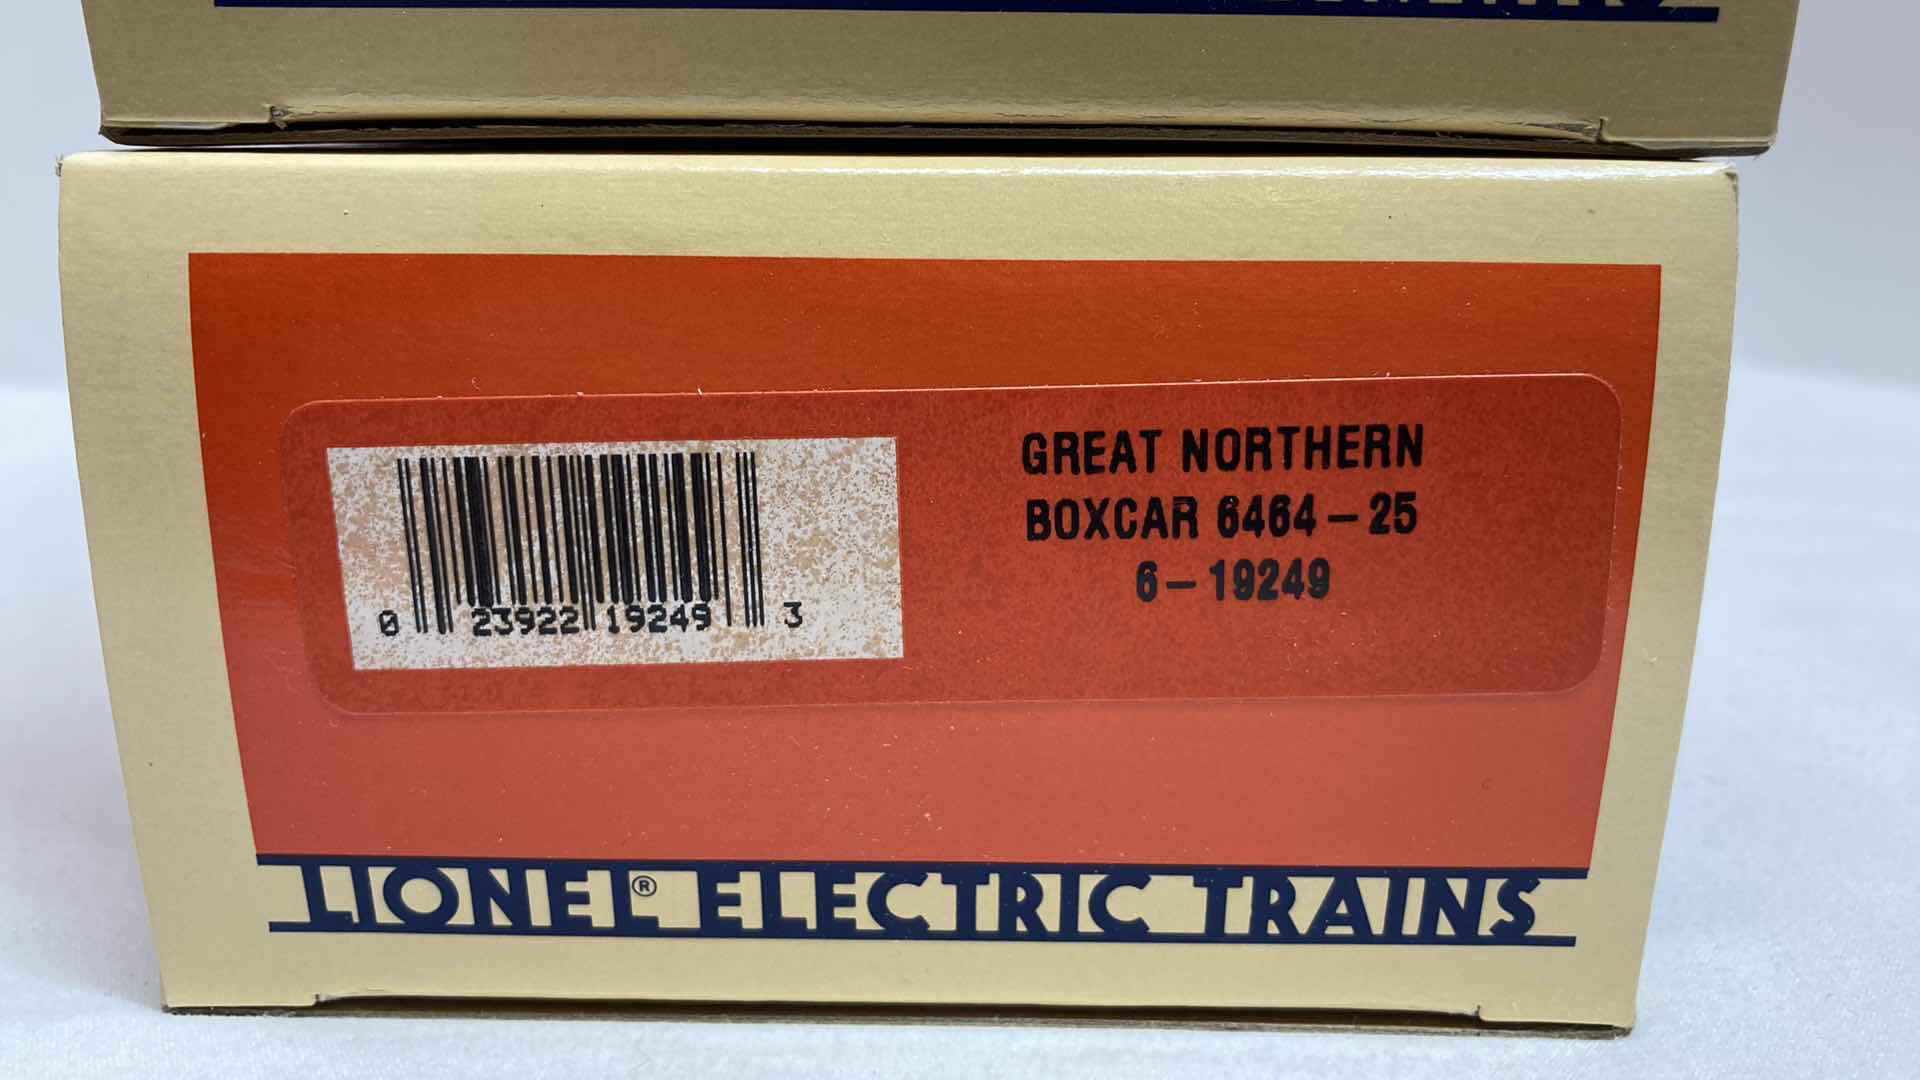 GREAT NORTHERN
BOXCAR 6464-25
6-19249
0 23922 19249 3
LIONEL® ELECTRIC TRAINS